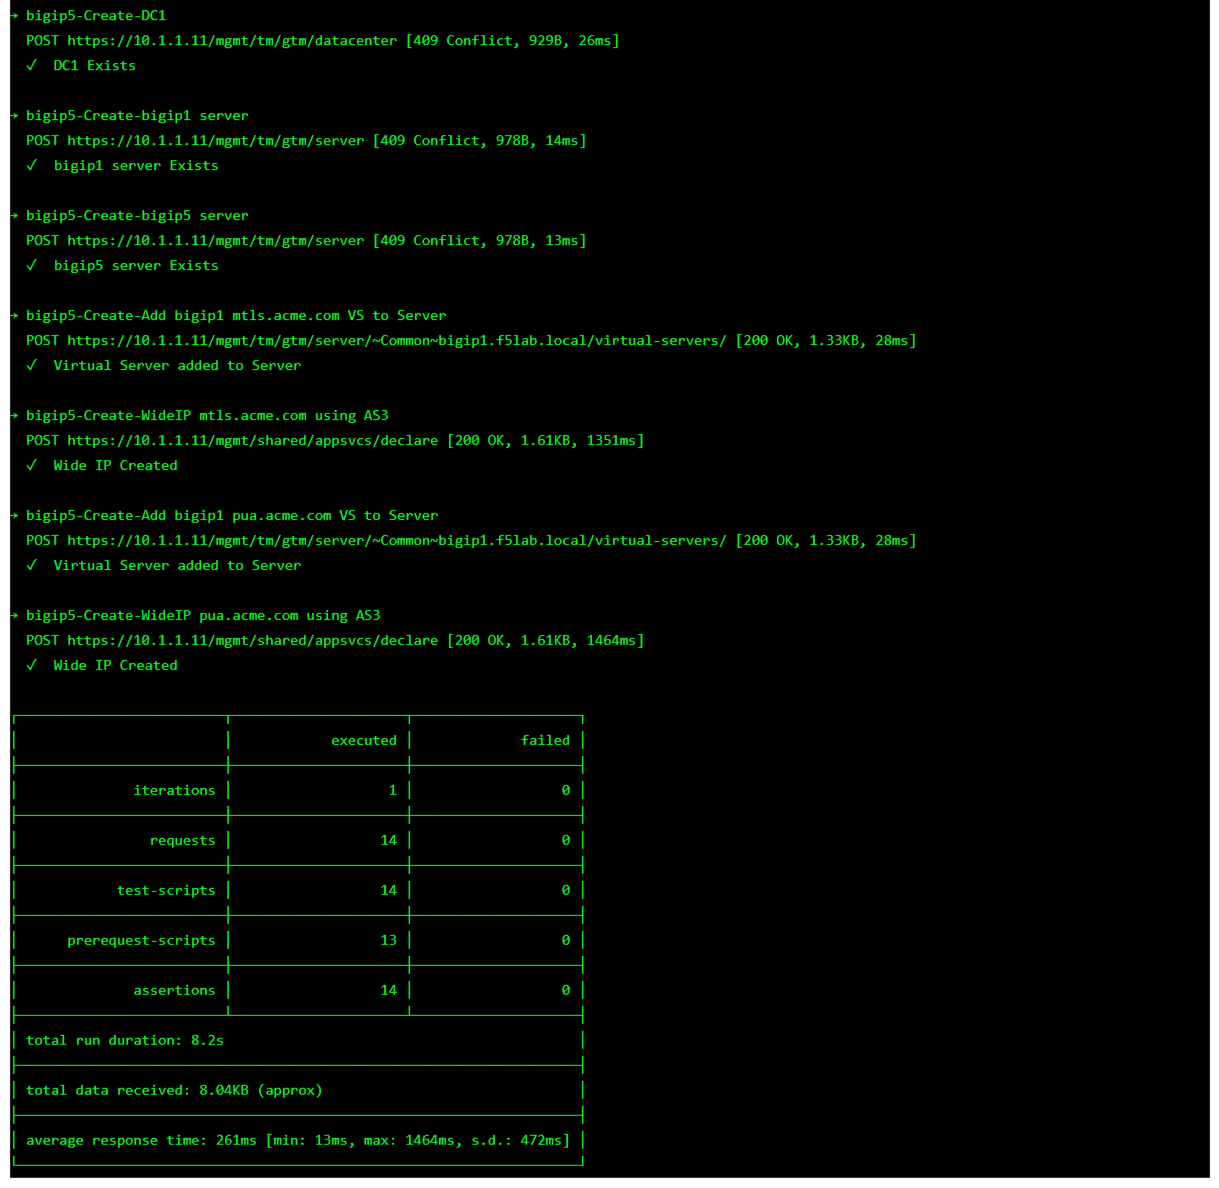 → bigip5-Create-DC1
POST https://10.1.1.11/mgmt/tm/gtm/datacenter [409 Conflict, 929B, 26ms]
✓ DC1 Exists
→ bigip5-Create-bigip1 server
POST https://10.1.1.11/mgmt/tm/gtm/server [409 Conflict, 978B, 14ms]
✓ bigip1 server Exists
→ bigip5-Create-bigip5 server
POST https://10.1.1.11/mgmt/tm/gtm/server [409 Conflict, 978B, 13ms]
✓ bigip5 server Exists
→ bigip5-Create-Add bigip1 mtls.acme.com VS to Server
POST https://10.1.1.11/mgmt/tm/gtm/server/~Common~bigip1.f5lab.local/virtual-servers/ [200 OK, 1.33KB, 28ms]
✓ Virtual Server added to Server
→ bigip5-Create-WideIP mtls.acme.com using AS3
POST https://10.1.1.11/mgmt/shared/appsvcs/declare [200 OK, 1.61KB, 1351ms]
✓ Wide IP Created
→ bigip5-Create-Add bigip1 pua.acme.com VS to Server
POST https://10.1.1.11/mgmt/tm/gtm/server/~Common~bigip1.f5lab.local/virtual-servers/ [200 OK, 1.33KB, 28ms]
✓ Virtual Server added to Server
→ bigip5-Create-WideIP pua.acme.com using AS3
POST https://10.1.1.11/mgmt/shared/appsvcs/declare [200 OK, 1.61KB, 1464ms]
✓ Wide IP Created
executed failed
iterations 1 0
requests 14 0
test-scripts 14 0
prerequest-scripts 13 0
assertions 14 0
total run duration: 8.2s
total data received: 8.04KB (approx)
average response time: 261ms [min: 13ms, max: 1464ms, s.d.: 472ms]